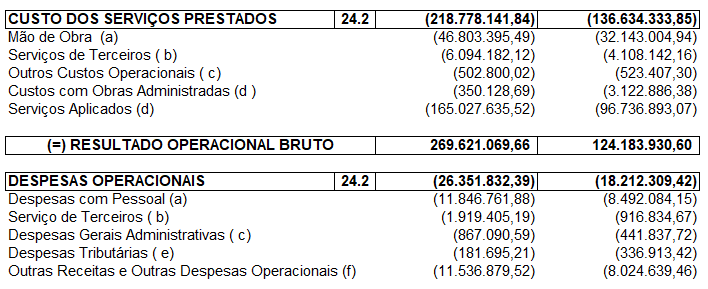 CUSTO DOS SERVIÇOS PRESTADOS 24.2 (218.778.141,84) (136.634.333,85)
Mão de Obra (a) (46.803.395,49) (32.143.004,94)
Serviços de Terceiros ( b) (6.094.182,12) (4.108.142,16)
Outros Custos Operacionais ( c) (502.800,02) (523.407,30)
Custos com Obras Administradas (d ) (350.128,69) (3.122.886,38)
Serviços Aplicados (d) (165.027.635,52) (96.736.893,07)
(=) RESULTADO OPERACIONAL BRUTO 269.621.069,66 124.183.930,60
DESPESAS OPERACIONAIS 24.2 (26.351.832,39) (18.212.309,42)
Despesas com Pessoal (a) (11.846.761,88) (8.492.084,15)
Serviço de Terceiros ( b) (1.919.405,19) (916.834,67)
Despesas Gerais Administrativas ( c) (867.090,59) (441.837,72)
Despesas Tributárias ( e) (181.695,21) (336.913,42)
Outras Receitas e Outras Despesas Operacionais (f) (11.536.879,52) (8.024.639,46)